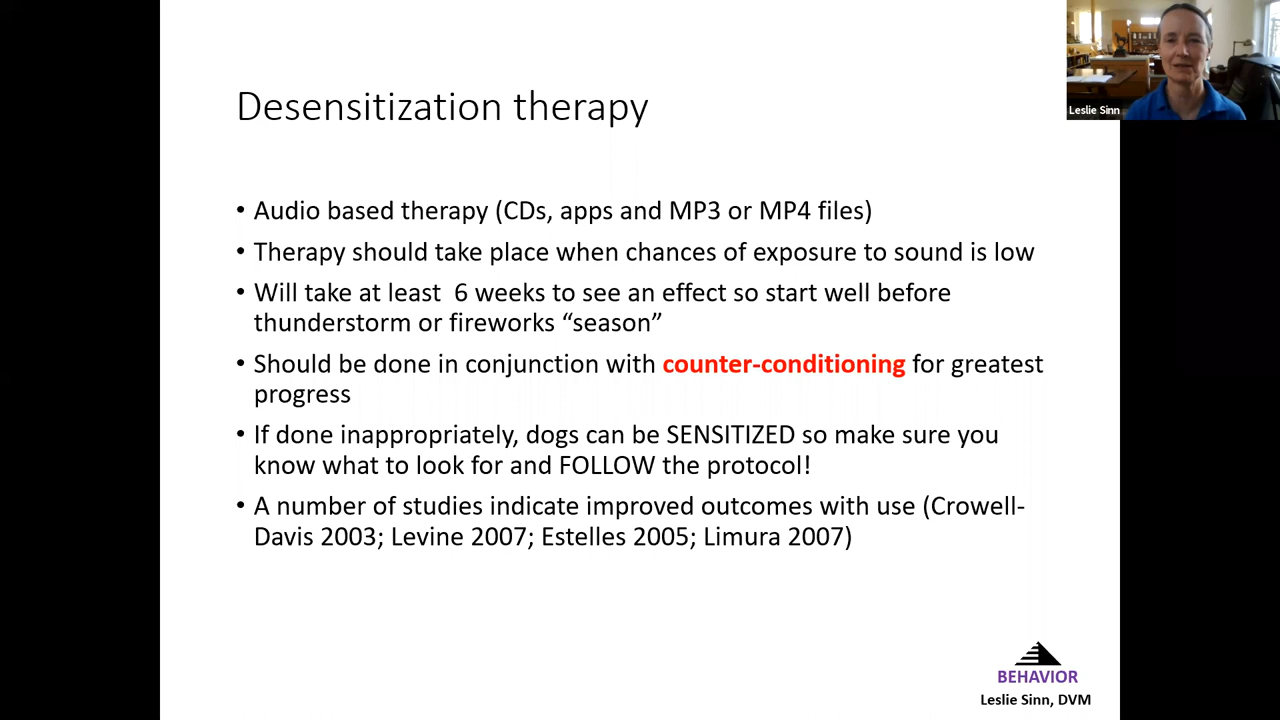 Desensitization therapy
Leslie Sinn
• Audio based therapy (CDs, apps and MP3 or MP4 files)
• Therapy should take place when chances of exposure to sound is low
• Will take at least  6 weeks to see an effect so start well before
thunderstorm or fireworks “season”
• Should be done in conjunction with counter-conditioning for greatest
progress
• If done inappropriately, dogs can be SENSITIZED so make sure you
know what to look for and FOLLOW the protocol!
• A number of studies indicate improved outcomes with use (Crowell-
Davis 2003; Levine 2007; Estelles 2005; Limura 2007)
BEHAVIOR
Leslie Sinn, DVM